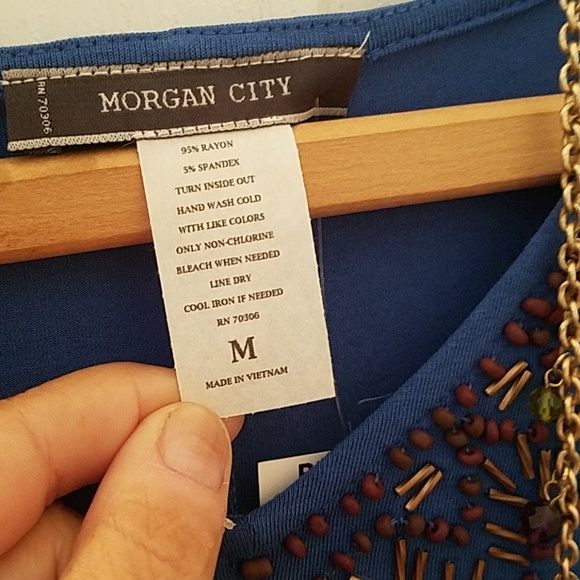 MORGAN CITY
RN 70306
95% RAYON
5% SPANDEX
TURN INSIDE OUT
HAND WASH COLD
WITH LIKE COLORS
ONLY NON-CHLORINE
BLEACH WHEN NEEDED
LINE DRY
COOL IRON IF NEEDED
RN 70306
M
MADE IN VIETNAM